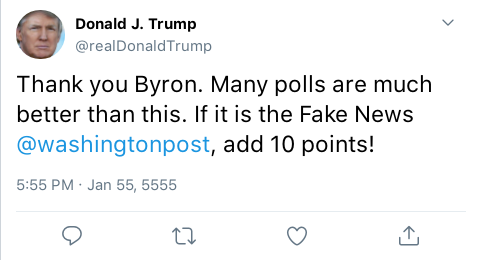 Donald J. Trump
@realDonaldTrump
Thank you Byron. Many polls are much
better than this. If it is the Fake News
@washingtonpost, add 10 points!
5:55 PM · Jan 55, 5555